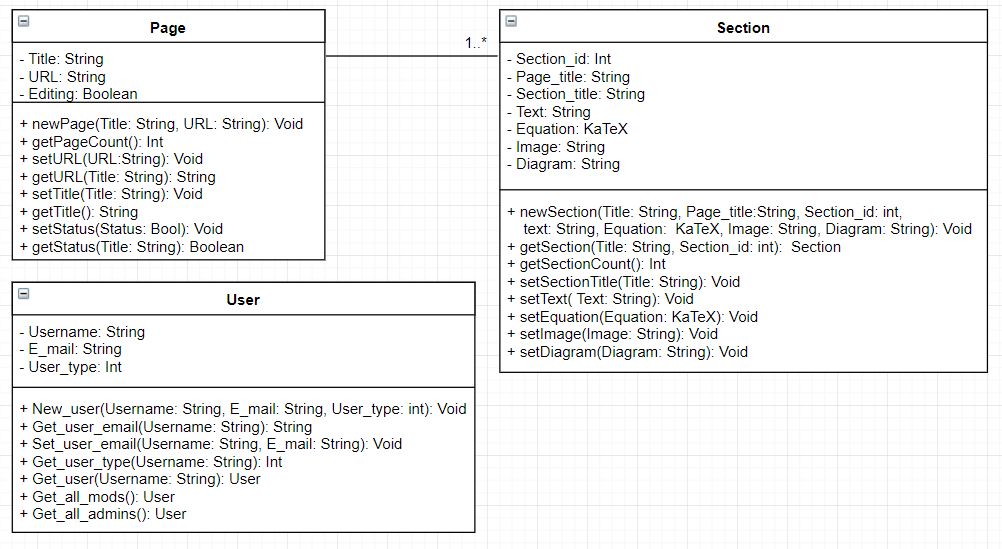 Page
- Title: String
- URL: String
- Editing: Boolean
+ newPage(Title: String, URL: String): Void
+ getPageCount(): Int
+ setURL(URL:String): Void
+ getURL(Title: String): String
+ setTitle(Title: String): Void
+ getTitle(): String
+ setStatus(Status: Bool): Void
+ getStatus(Title: String): Boolean
1..*
Section
- Section_id: Int
- Page_title: String
- Section_title: String
- Text: String
- Equation: KaTeX
- Image: String
- Diagram: String
+ newSection(Title: String, Page_title:String, Section_id: int,
text: String, Equation:  KaTeX, Image: String, Diagram: String): Void
+ getSection(Title: String, Section_id: int):  Section
+ getSectionCount(): Int
+ setSectionTitle(Title: String): Void
+ setText( Text: String): Void
+ setEquation(Equation: KaTeX): Void
+ setImage(Image: String): Void
+ setDiagram(Diagram: String): Void
User
- Username: String
- E_mail: String
- User_type: Int
+ New_user(Username: String, E_mail: String, User_type: int): Void
+ Get_user_email(Username: String): String
+ Set_user_email(Username: String, E_mail: String): Void
+ Get_user_type(Username: String): Int
+ Get_user(Username: String): User
+ Get_all_mods(): User
+ Get_all_admins(): User